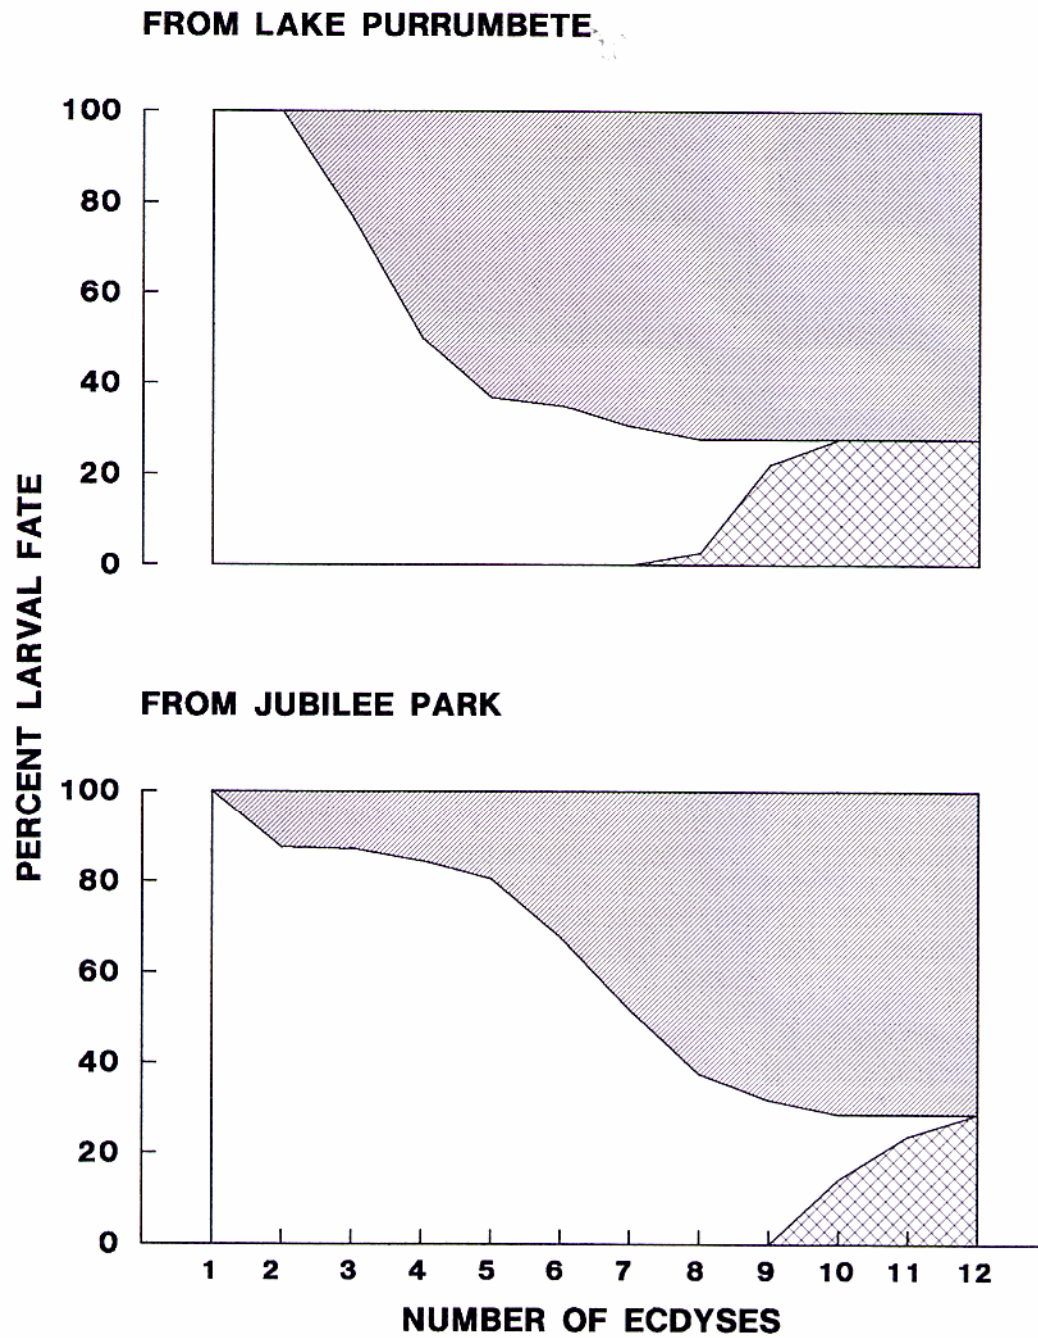 FROM LAKE PURRUMBETE
100
80
60
40
20
0
PERCENT LARVAL FATE
FROM JUBILEE PARK
100
80
60
40
20
0
1 2 3 4 5 6 7 8 9 10 11 12
NUMBER OF ECDYSES